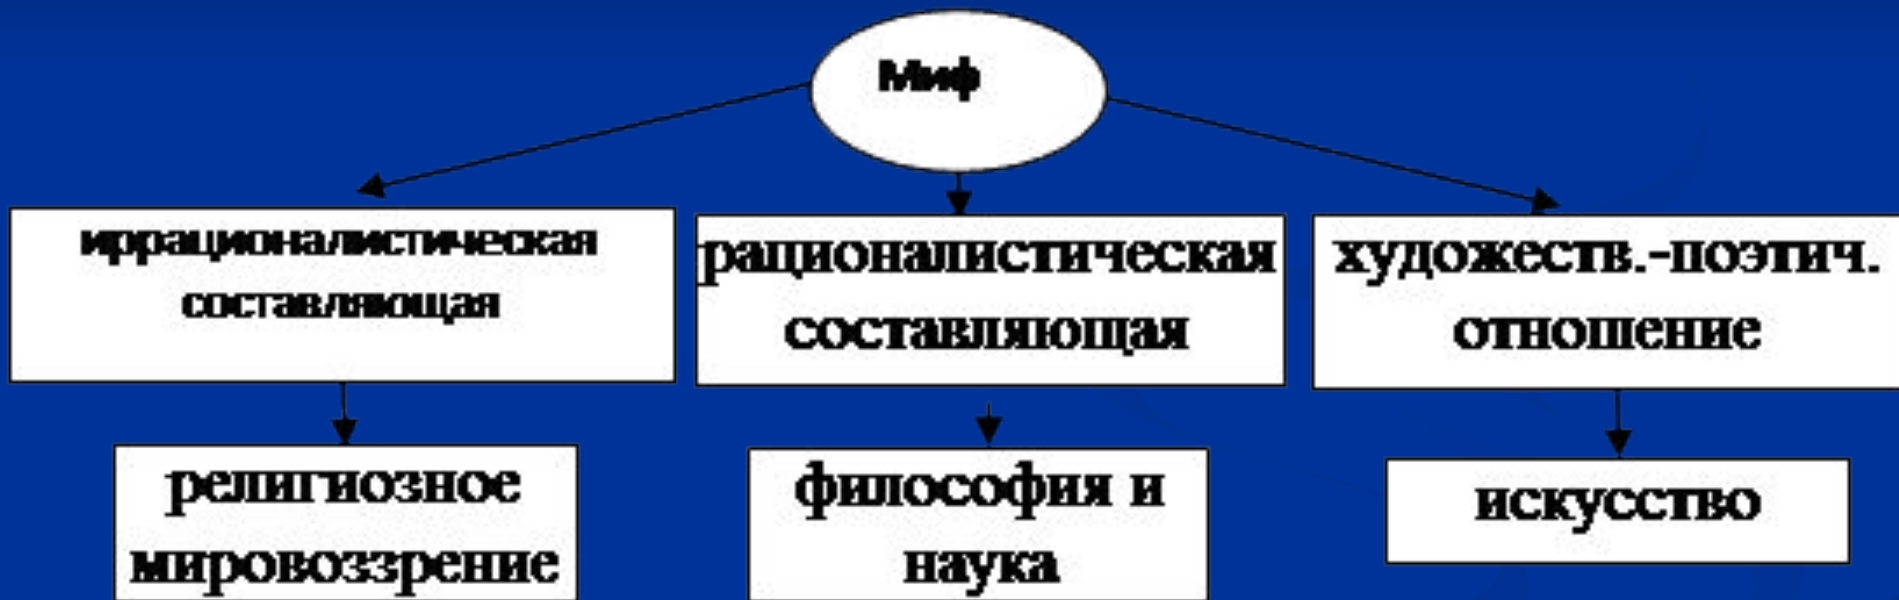 Миф
иррационалистическая
составляющая
рационалистическая
составляющая
художеств.-поэтич.
отношение
религиозное
мировоззрение
философия и
наука
искусство